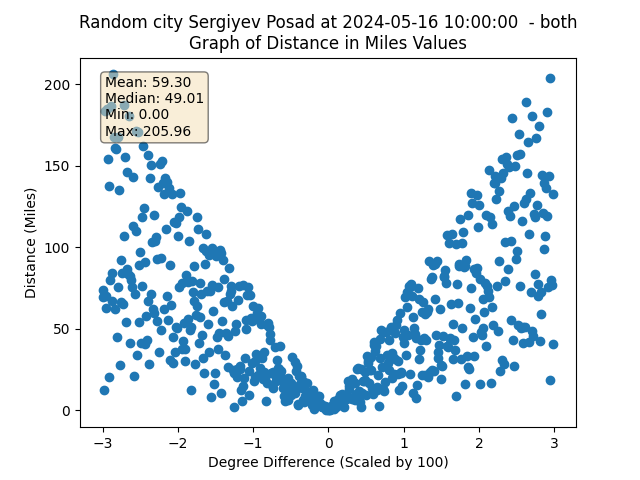 Random city Sergiyev Posad at 2024-05-16 10:00:00  - both
Graph of Distance in Miles Values
Mean: 59.30
Median: 49.01
Min: 0.00
Max: 205.96
200
150
100
50
0
Distance (Miles)
−3 −2 −1 0 1 2 3
Degree Difference (Scaled by 100)